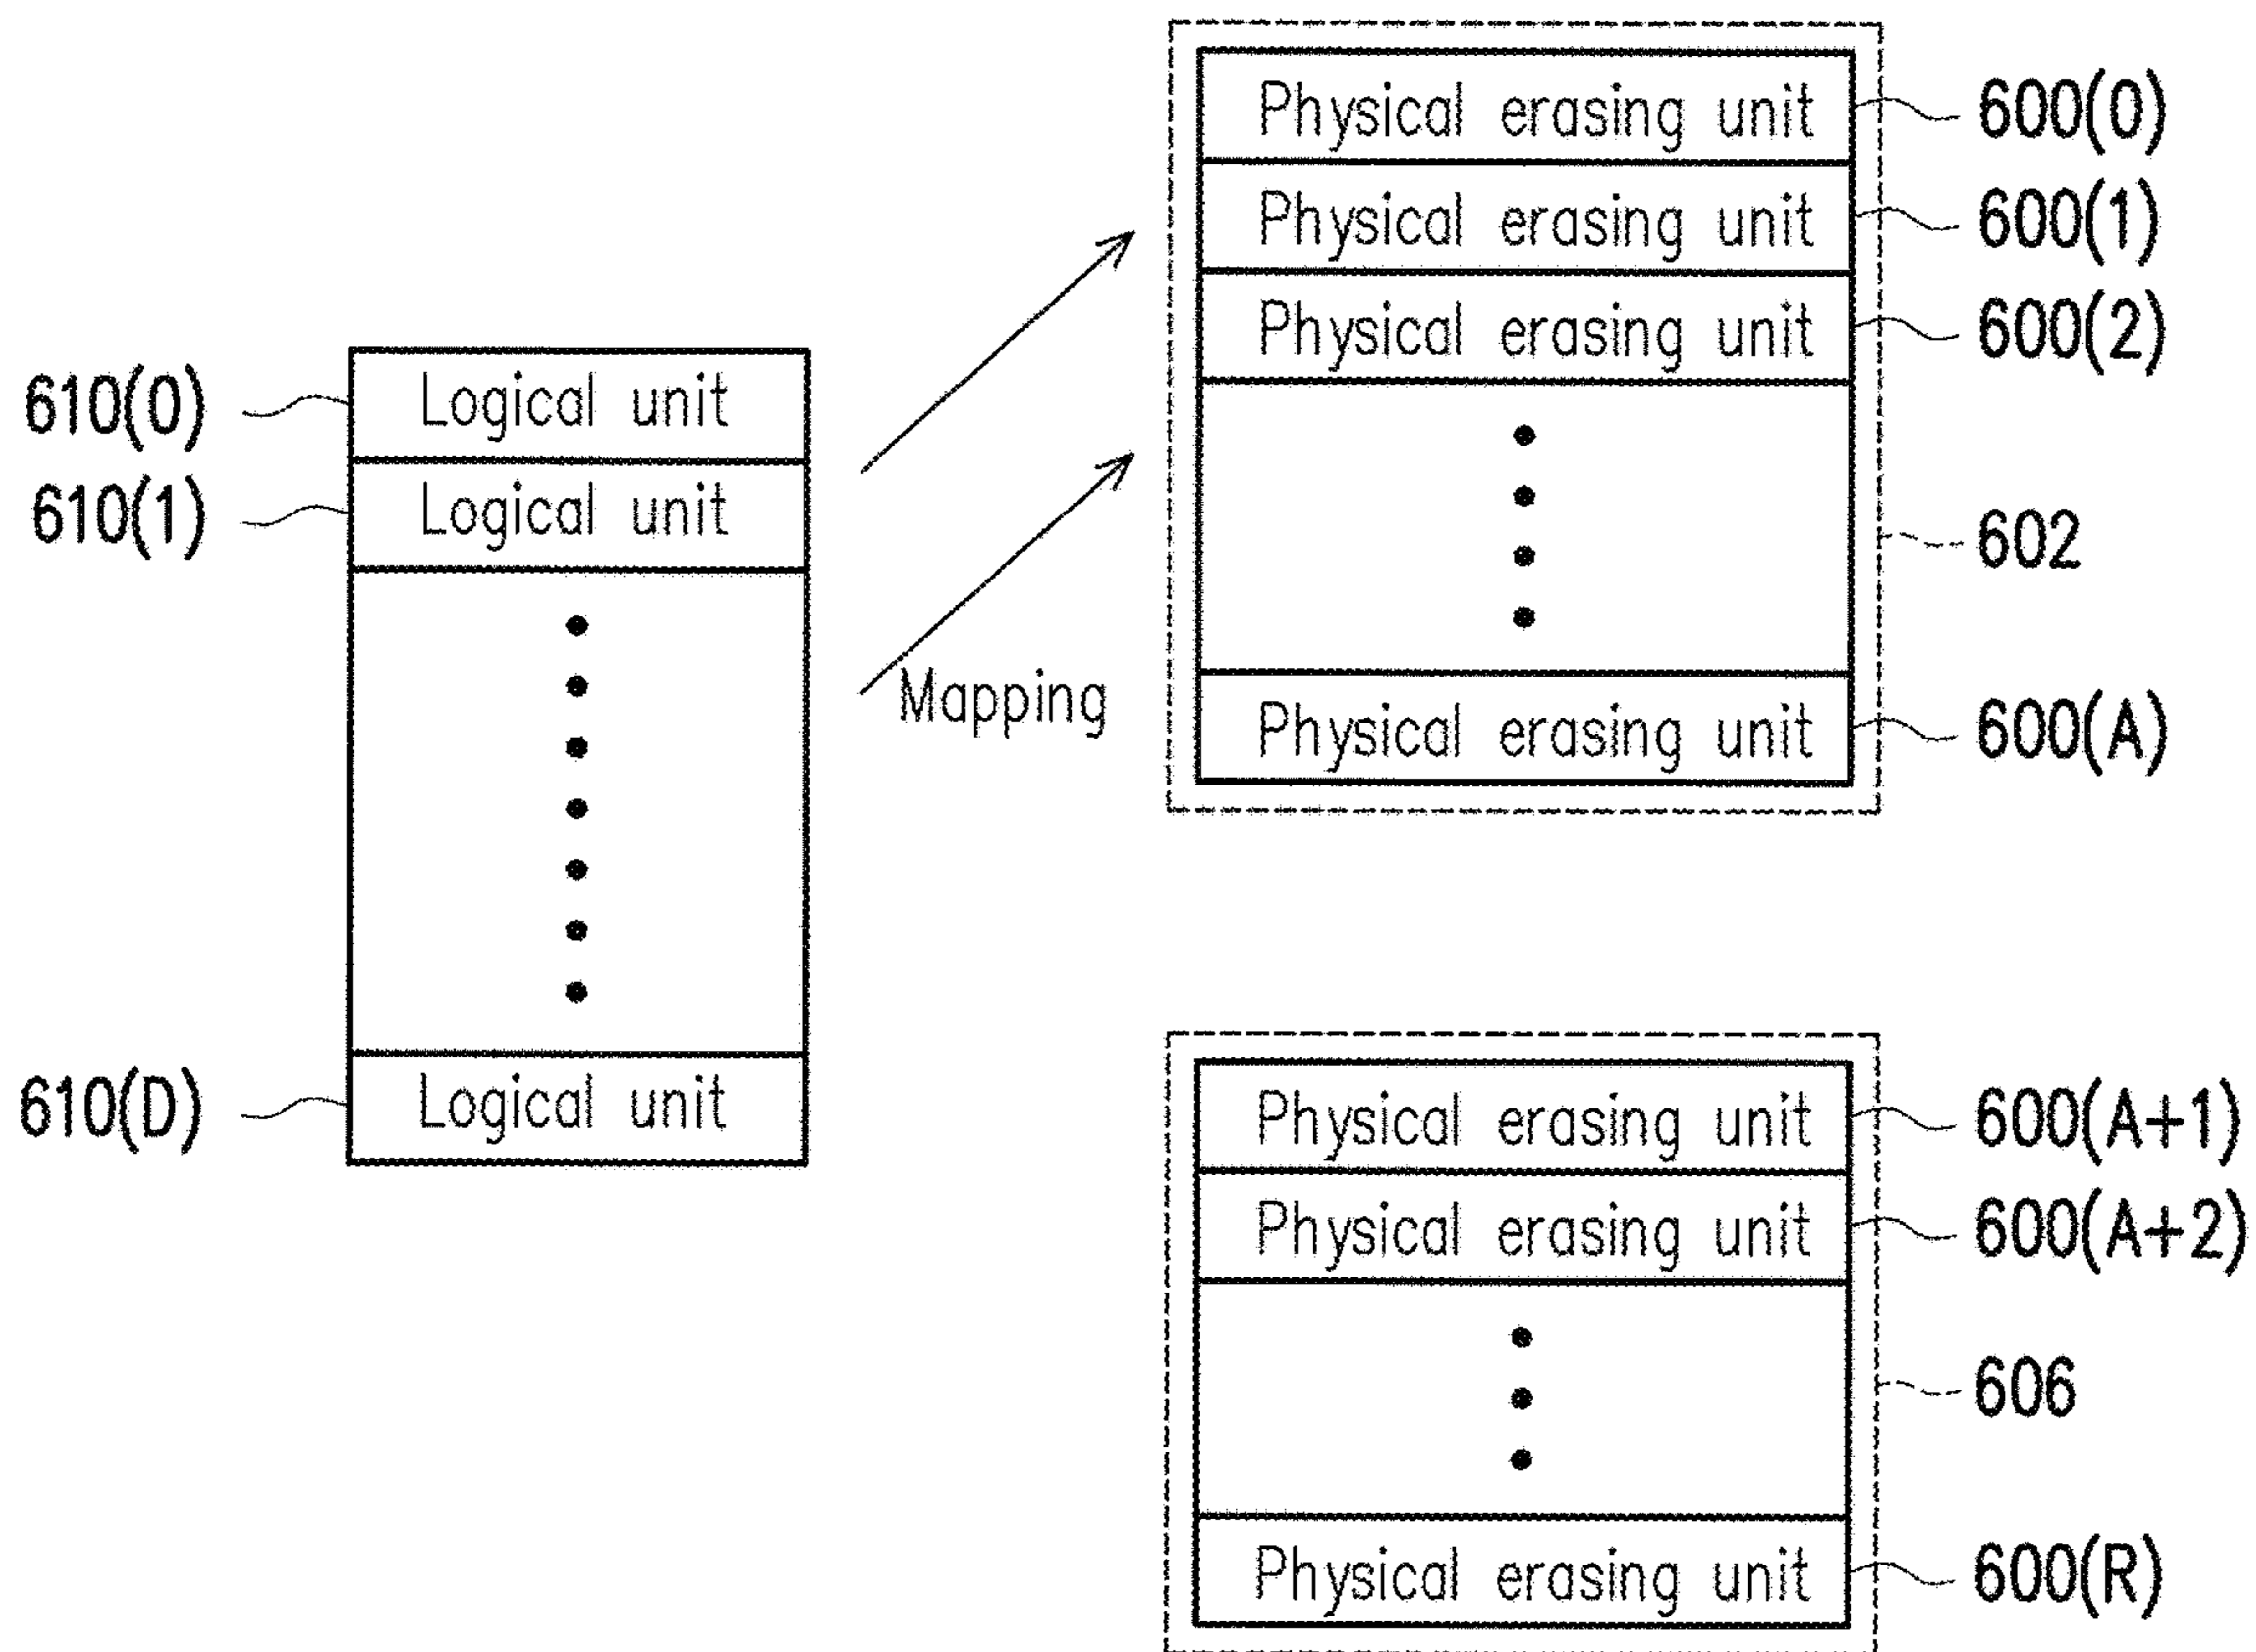 Physical erasing unit 600(0)
Physical erasing unit 600(1)
Physical erasing unit 600(2)
610(0) Logical unit
610(1) Logical unit
602
Mapping
Physical erasing unit 600(A)
610(D) Logical unit
Physical erasing unit 600(A+1)
Physical erasing unit 600(A+2)
606
Physical erasing unit 600(R)